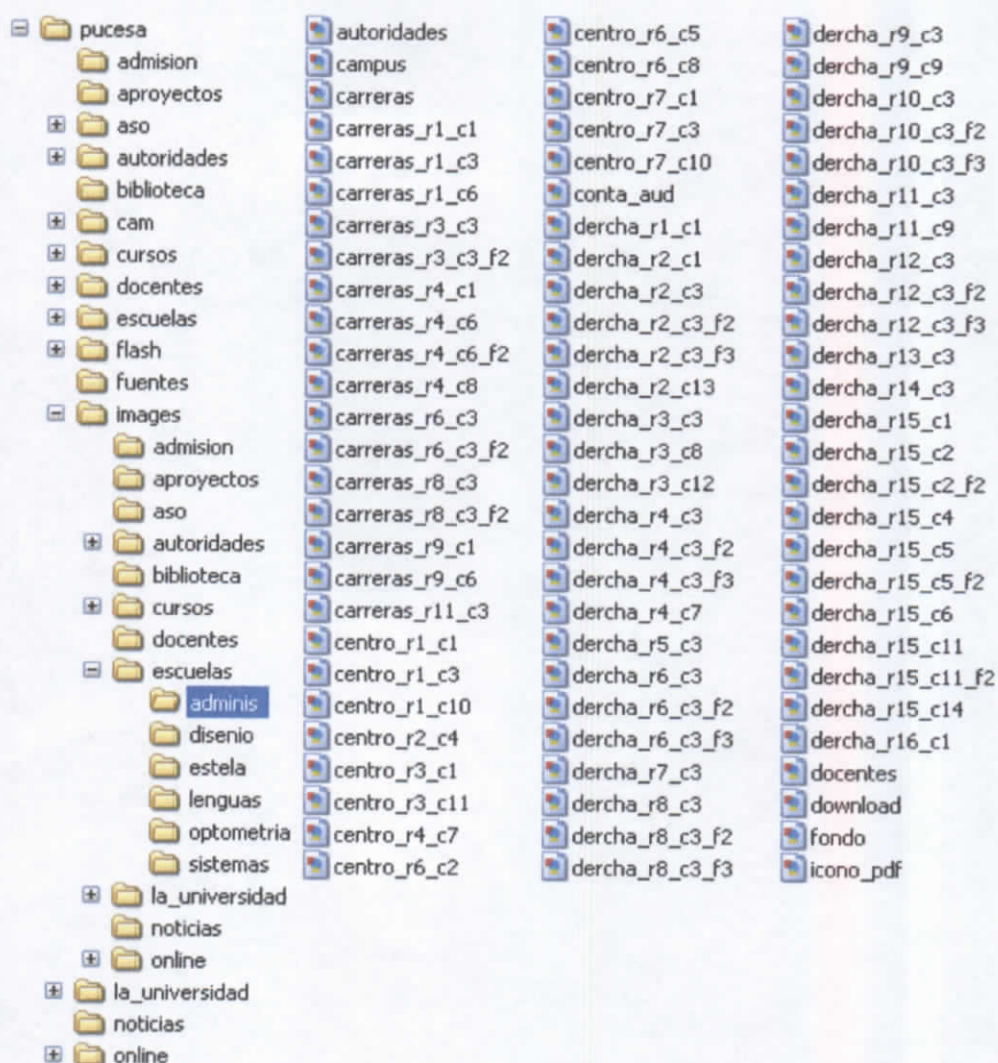 pucesa
admision
aproyectos
aso
autoridades
biblioteca
cam
cursos
docentes
escuelas
flash
fuentes
images
admision
aproyectos
aso
autoridades
biblioteca
cursos
docentes
escuelas
adminis
disenio
estela
lenguas
optometria
sistemas
la_universidad
noticias
online
la_universidad
noticias
online
autoridades
campus
carreras
carreras_r1_c1
carreras_r1_c3
carreras_r1_c6
carreras_r3_c3
carreras_r3_c3_f2
carreras_r4_c1
carreras_r4_c6
carreras_r4_c6_f2
carreras_r4_c8
carreras_r6_c3
carreras_r6_c3_f2
carreras_r8_c3
carreras_r8_c3_f2
carreras_r9_c1
carreras_r9_c6
carreras_r11_c3
centro_r1_c1
centro_r1_c3
centro_r1_c10
centro_r2_c4
centro_r3_c1
centro_r3_c11
centro_r4_c7
centro_r6_c2
centro_r6_c5
centro_r6_c8
centro_r7_c1
centro_r7_c3
centro_r7_c10
conta_aud
dercha_r1_c1
dercha_r2_c1
dercha_r2_c3
dercha_r2_c3_f2
dercha_r2_c3_f3
dercha_r2_c13
dercha_r3_c3
dercha_r3_c8
dercha_r3_c12
dercha_r4_c3
dercha_r4_c3_f2
dercha_r4_c3_f3
dercha_r4_c7
dercha_r5_c3
dercha_r6_c3
dercha_r6_c3_f2
dercha_r6_c3_f3
dercha_r7_c3
dercha_r8_c3
dercha_r8_c3_f2
dercha_r8_c3_f3
dercha_r9_c3
dercha_r9_c9
dercha_r10_c3
dercha_r10_c3_f2
dercha_r10_c3_f3
dercha_r11_c3
dercha_r11_c9
dercha_r12_c3
dercha_r12_c3_f2
dercha_r12_c3_f3
dercha_r13_c3
dercha_r14_c3
dercha_r15_c1
dercha_r15_c2
dercha_r15_c2_f2
dercha_r15_c4
dercha_r15_c5
dercha_r15_c5_f2
dercha_r15_c6
dercha_r15_c11
dercha_r15_c11_f2
dercha_r15_c14
dercha_r16_c1
docentes
download
fondo
icono_pdf